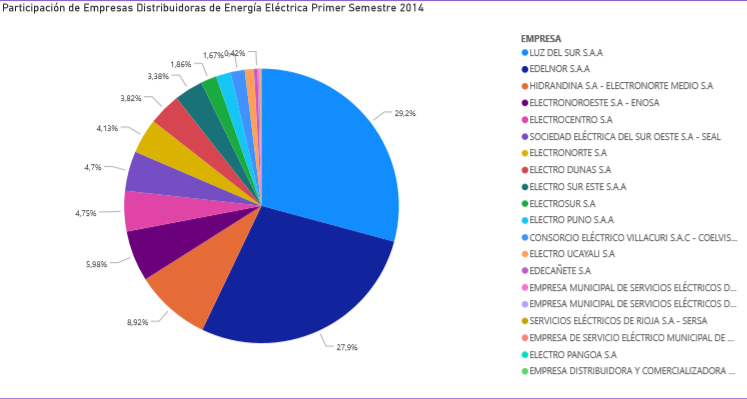 Participación de Empresas Distribuidoras de Energía Eléctrica Primer Semestre 2014
EMPRESA
LUZ DEL SUR S.A.A
EDELNOR S.A.A
HIDRANDINA S.A - ELECTRONORTE MEDIO S.A
ELECTRONOROESTE S.A - ENOSA
ELECTROCENTRO S.A
SOCIEDAD ELÉCTRICA DEL SUR OESTE S.A - SEAL
ELECTRONORTE S.A
ELECTRO DUNAS S.A
ELECTRO SUR ESTE S.A.A
ELECTROSUR S.A
ELECTRO PUNO S.A.A
CONSORCIO ELÉCTRICO VILLACURI S.A.C - COELVIS...
ELECTRO UCAYALI S.A
EDECAÑETE S.A
EMPRESA MUNICIPAL DE SERVICIOS ELÉCTRICOS D...
EMPRESA MUNICIPAL DE SERVICIOS ELÉCTRICOS D...
SERVICIOS ELÉCTRICOS DE RIOJA S.A - SERSA
EMPRESA DE SERVICIO ELÉCTRICO MUNICIPAL DE ...
ELECTRO PANGOA S.A
EMPRESA DISTRIBUIDORA Y COMERCIALIZADORA ...
29,2%
27,9%
8,92%
5,98%
4,75%
4,7%
4,13%
3,82%
3,38%
1,86%
1,67%
0,42%